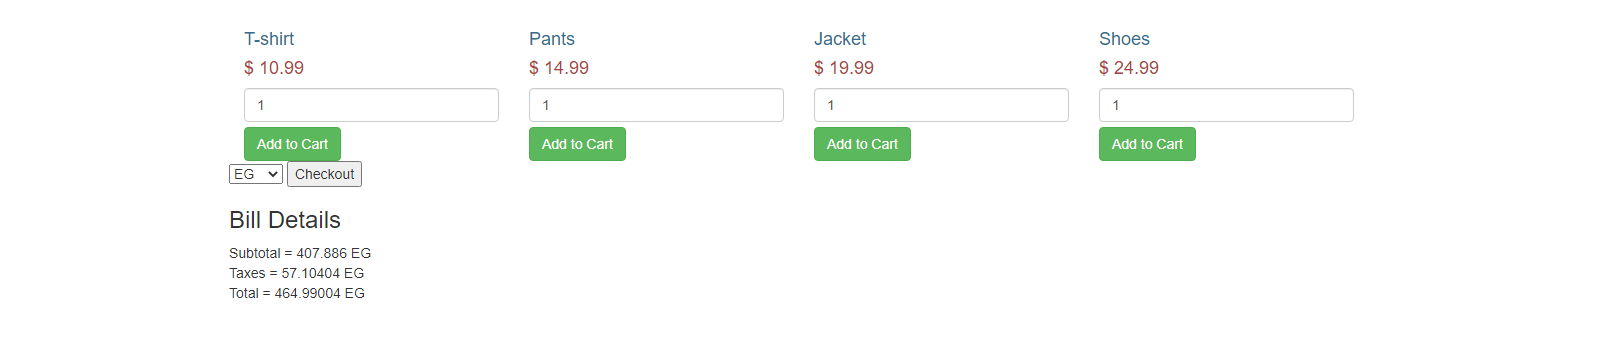 T-shirt Pants Jacket Shoes
$ 10.99 $ 14.99 $ 19.99 $ 24.99
1 1 1 1
Add to Cart Add to Cart Add to Cart Add to Cart
EG Checkout
Bill Details
Subtotal = 407.886 EG
Taxes = 57.10404 EG
Total = 464.99004 EG